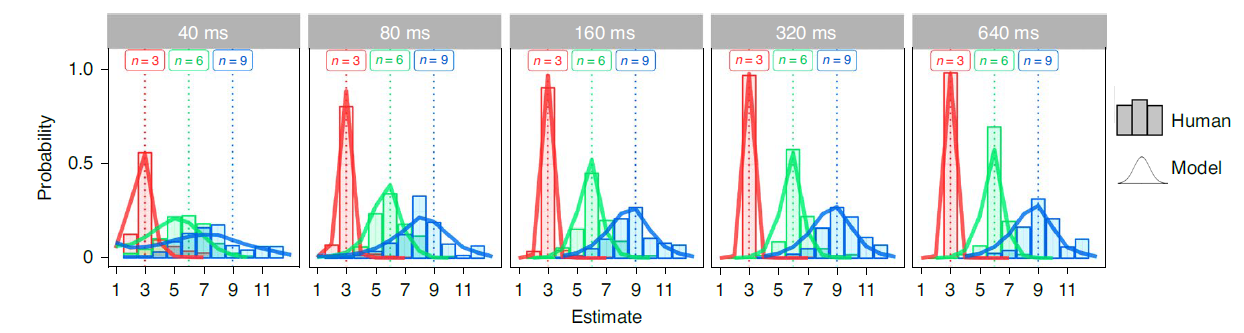 40 ms 80 ms 160 ms 320 ms 640 ms
n = 3 n = 6 n = 9 n = 3 n = 6 n = 9 n = 3 n = 6 n = 9 n = 3 n = 6 n = 9 n = 3 n = 6 n = 9
1.0
0.5
0
Probability
1 3 5 7 9 11 1 3 5 7 9 11 1 3 5 7 9 11 1 3 5 7 9 11 1 3 5 7 9 11
Estimate
Human
Model